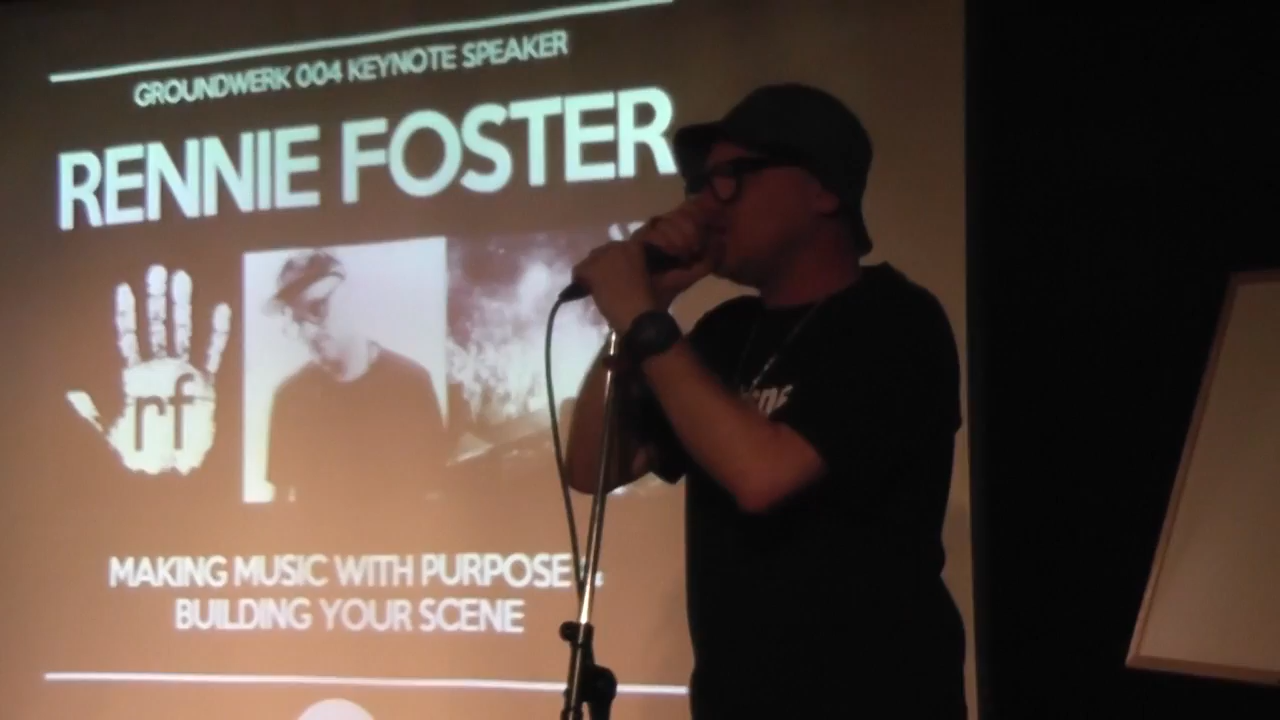 GROUNDWERK 004 KEYNOTE SPEAKER
RENNIE FOSTER
rf
MAKING MUSIC WITH PURPOSE
BUILDING YOUR SCENE